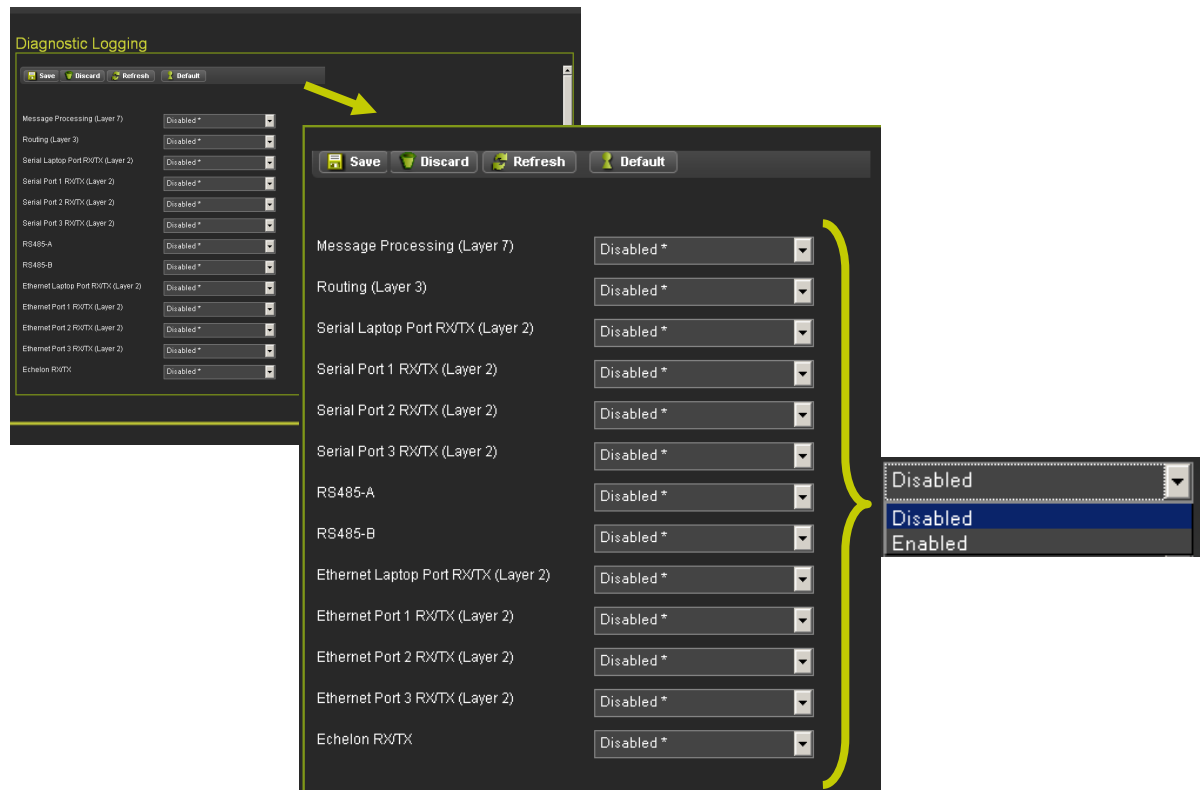 Diagnostic Logging
Save Discard Refresh Default
Message Processing (Layer 7) Disabled *
Routing (Layer 3) Disabled *
Serial Laptop Port RX/TX (Layer 2) Disabled *
Serial Port 1 RX/TX (Layer 2) Disabled *
Serial Port 2 RX/TX (Layer 2) Disabled *
Serial Port 3 RX/TX (Layer 2) Disabled *
RS485-A Disabled *
RS485-B Disabled *
Ethernet Laptop Port RX/TX (Layer 2) Disabled *
Ethernet Port 1 RX/TX (Layer 2) Disabled *
Ethernet Port 2 RX/TX (Layer 2) Disabled *
Ethernet Port 3 RX/TX (Layer 2) Disabled *
Echelon RX/TX Disabled *
Save Discard Refresh Default
Message Processing (Layer 7) Disabled *
Routing (Layer 3) Disabled *
Serial Laptop Port RX/TX (Layer 2) Disabled *
Serial Port 1 RX/TX (Layer 2) Disabled *
Serial Port 2 RX/TX (Layer 2) Disabled *
Serial Port 3 RX/TX (Layer 2) Disabled *
RS485-A Disabled *
RS485-B Disabled *
Ethernet Laptop Port RX/TX (Layer 2) Disabled *
Ethernet Port 1 RX/TX (Layer 2) Disabled *
Ethernet Port 2 RX/TX (Layer 2) Disabled *
Ethernet Port 3 RX/TX (Layer 2) Disabled *
Echelon RX/TX Disabled *
Disabled
Disabled
Enabled